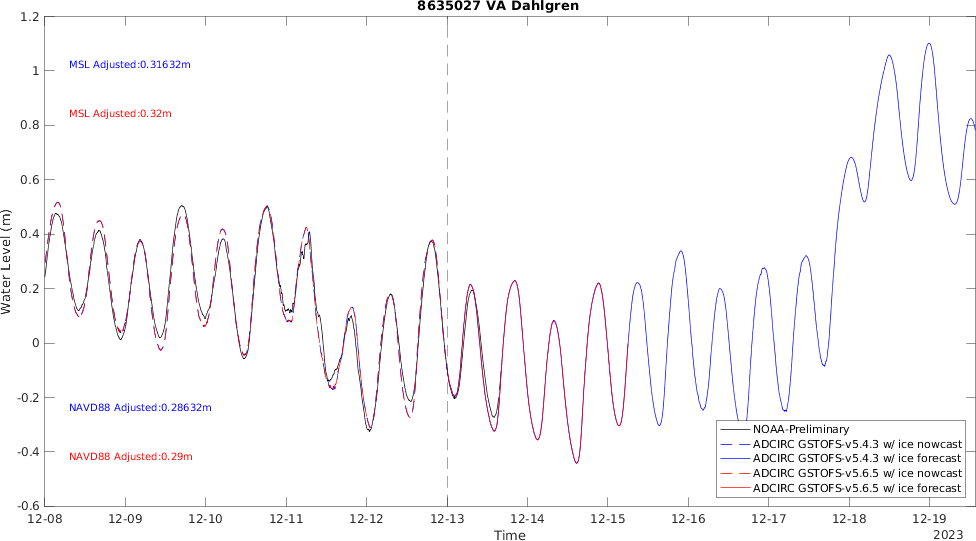 8635027 VA Dahlgren
1.2
1
0.8
0.6
0.4
0.2
0
-0.2
-0.4
-0.6
Water Level (m)
MSL Adjusted:0.31632m
MSL Adjusted:0.32m
NAVD88 Adjusted:0.28632m
NAVD88 Adjusted:0.29m
NOAA-Preliminary
ADCIRC GSTOFS-v5.4.3 w/ ice nowcast
ADCIRC GSTOFS-v5.4.3 w/ ice forecast
ADCIRC GSTOFS-v5.6.5 w/ ice nowcast
ADCIRC GSTOFS-v5.6.5 w/ ice forecast
12-08 12-09 12-10 12-11 12-12 12-13 12-14 12-15 12-16 12-17 12-18 12-19
Time
2023